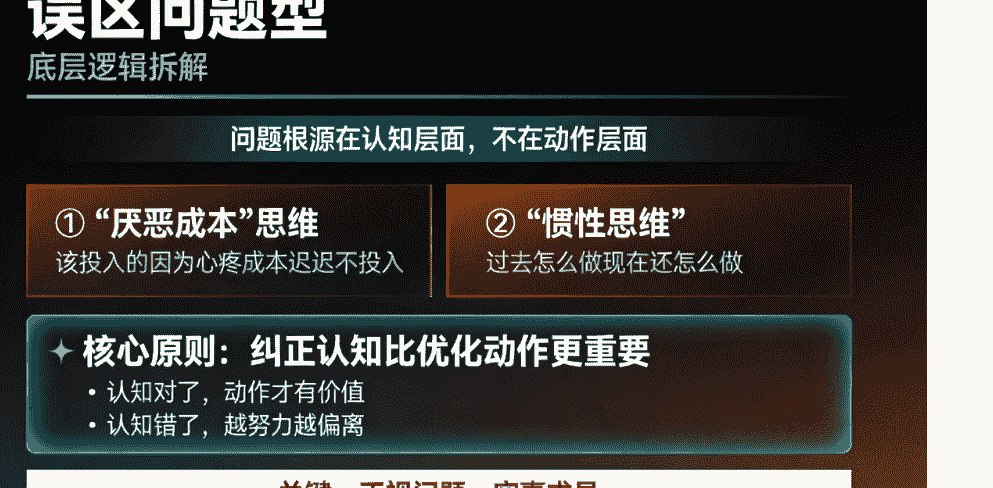 误区问题型
底层逻辑拆解
问题根源在认知层面，不在动作层面
① “厌恶成本”思维
该投入的因为心疼成本迟迟不投入
② “惯性思维”
过去怎么做现在还怎么做
核心原则：纠正认知比优化动作更重要
• 认知对了，动作才有价值
• 认知错了，越努力越偏离